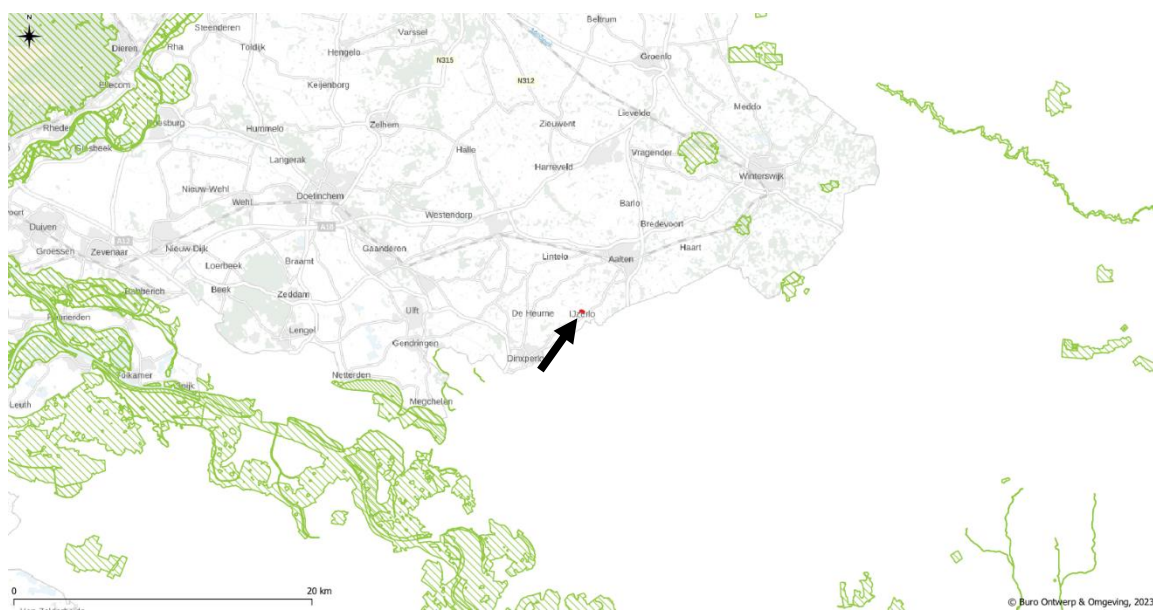 N
Beltrum
Varssel
Steenderen
Rha
Toldijk
Hengelo
Dieren
N315
Groenlo
N312
Ellecom
Keijenborg
Meddo
Lievelde
Zelhem
Zieuwent
Rheden
Hummelo
Vragender
Halle
Langerak
Harreveld
Winterswijk
Nieuw-Wehl
Wehl
Doetinchem
Barlo
Westendorp
Bredevoort
Duiven
A18
A12
Groessen
Zevenaar
Nieuw-Dijk
Gaanderen
Haart
Lintelo
Aalten
Loerbeek
Braamt
Beek
Zeddam
Babberich
Ulft
De Heurne
IJzerlo
Lengel
Gendringen
Dinxperlo
Netterden
Megchelen
Leuth
0
20 km
© Buro Ontwerp & Omgeving, 2023